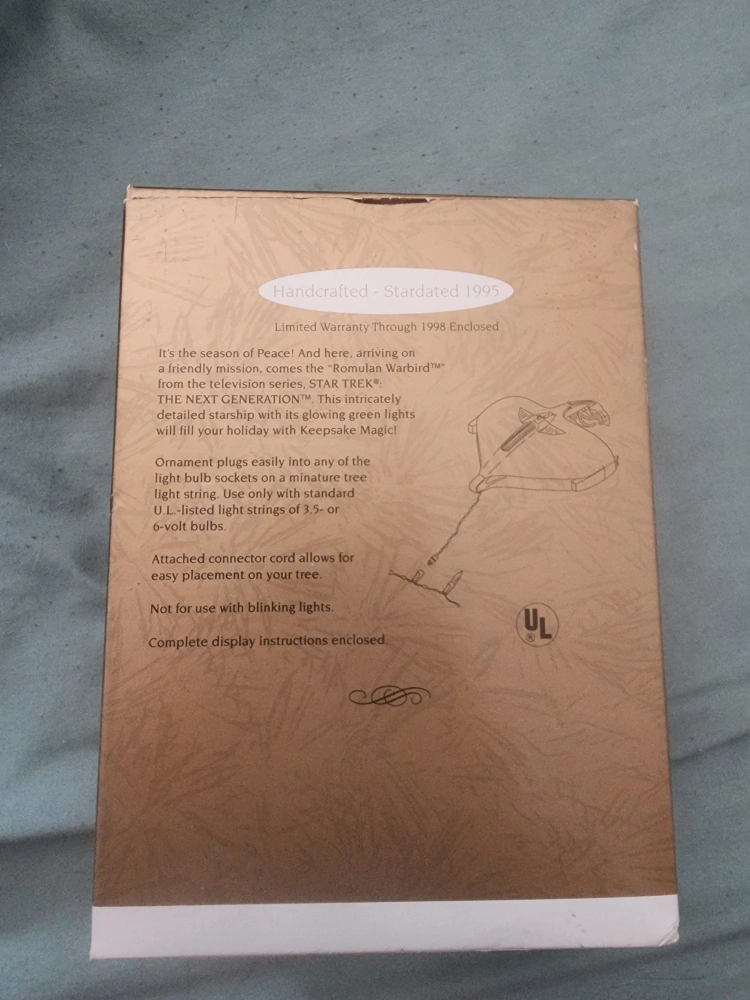 Handcrafted - Stardated 1995
Limited Warranty Through 1998 Enclosed
It's the season of Peace! And here, arriving on
a friendly mission, comes the "Romulan Warbird™"
from the television series, STAR TREK®:
THE NEXT GENERATION™. This intricately
detailed starship with its glowing green lights
will fill your holiday with Keepsake Magic!
Ornament plugs easily into any of the
light bulb sockets on a minature tree
light string. Use only with standard
U.L.-listed light strings of 3.5- or
6-volt bulbs.
Attached connector cord allows for
easy placement on your tree.
Not for use with blinking lights.
Complete display instructions enclosed.
UL
®